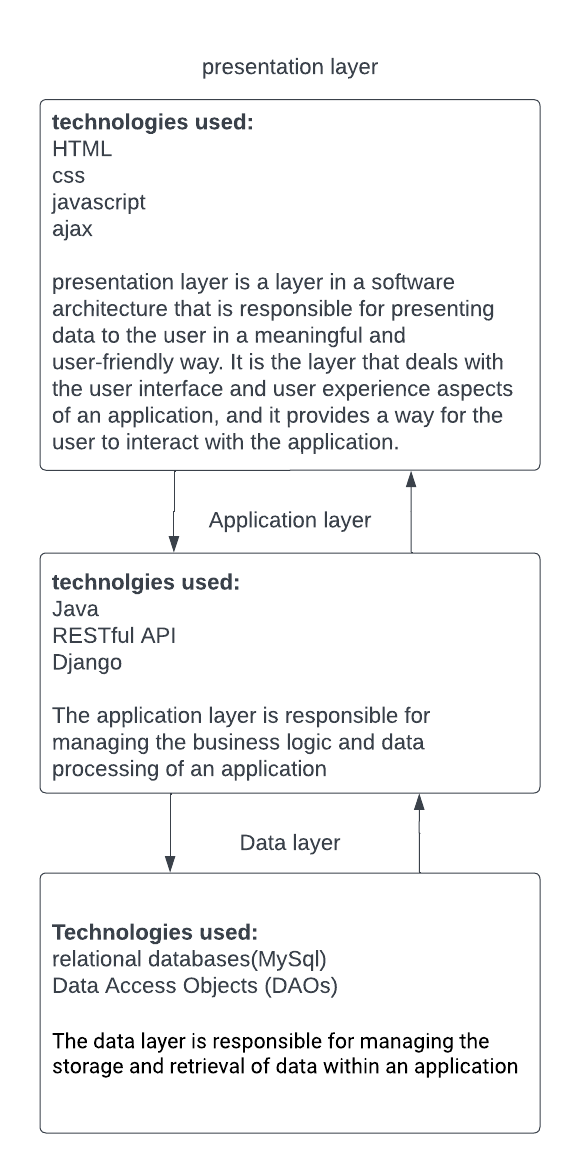 presentation layer
technologies used:
HTML
css
javascript
ajax
presentation layer is a layer in a software
architecture that is responsible for presenting
data to the user in a meaningful and
user-friendly way. It is the layer that deals with
the user interface and user experience aspects
of an application, and it provides a way for the
user to interact with the application.
Application layer
technolgies used:
Java
RESTful API
Django
The application layer is responsible for
managing the business logic and data
processing of an application
Data layer
Technologies used:
relational databases(MySql)
Data Access Objects (DAOs)
The data layer is responsible for managing the
storage and retrieval of data within an application